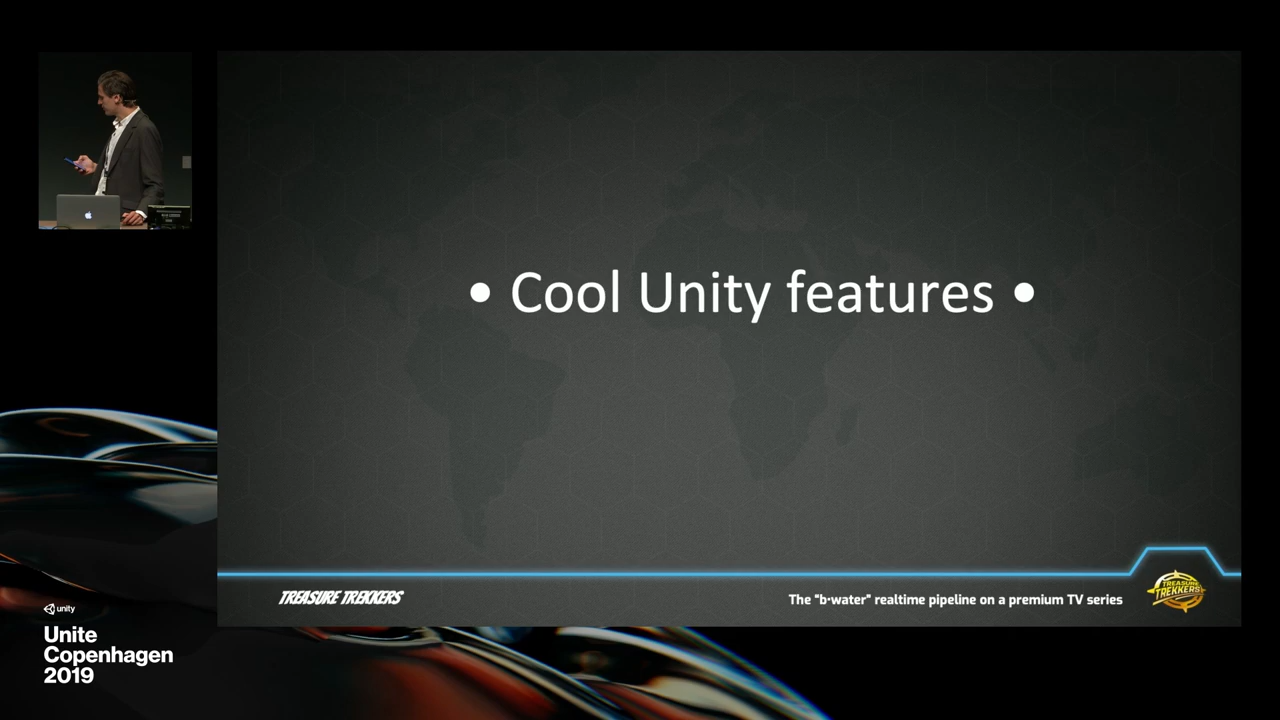 • Cool Unity features •
TREASURE TREKKERS
The "b•water" realtime pipeline on a premium TV series
TREASURE
TREKKERS
unity
Unite
Copenhagen
2019